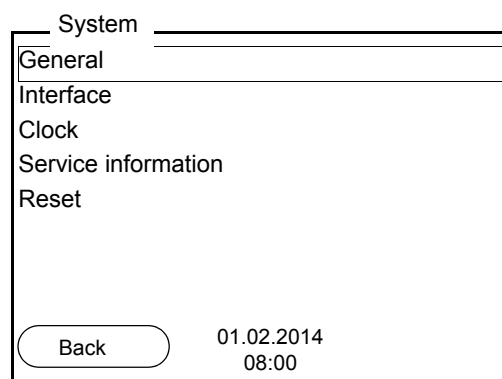 System
General
Interface
Clock
Service information
Reset
Back
01.02.2014
08:00